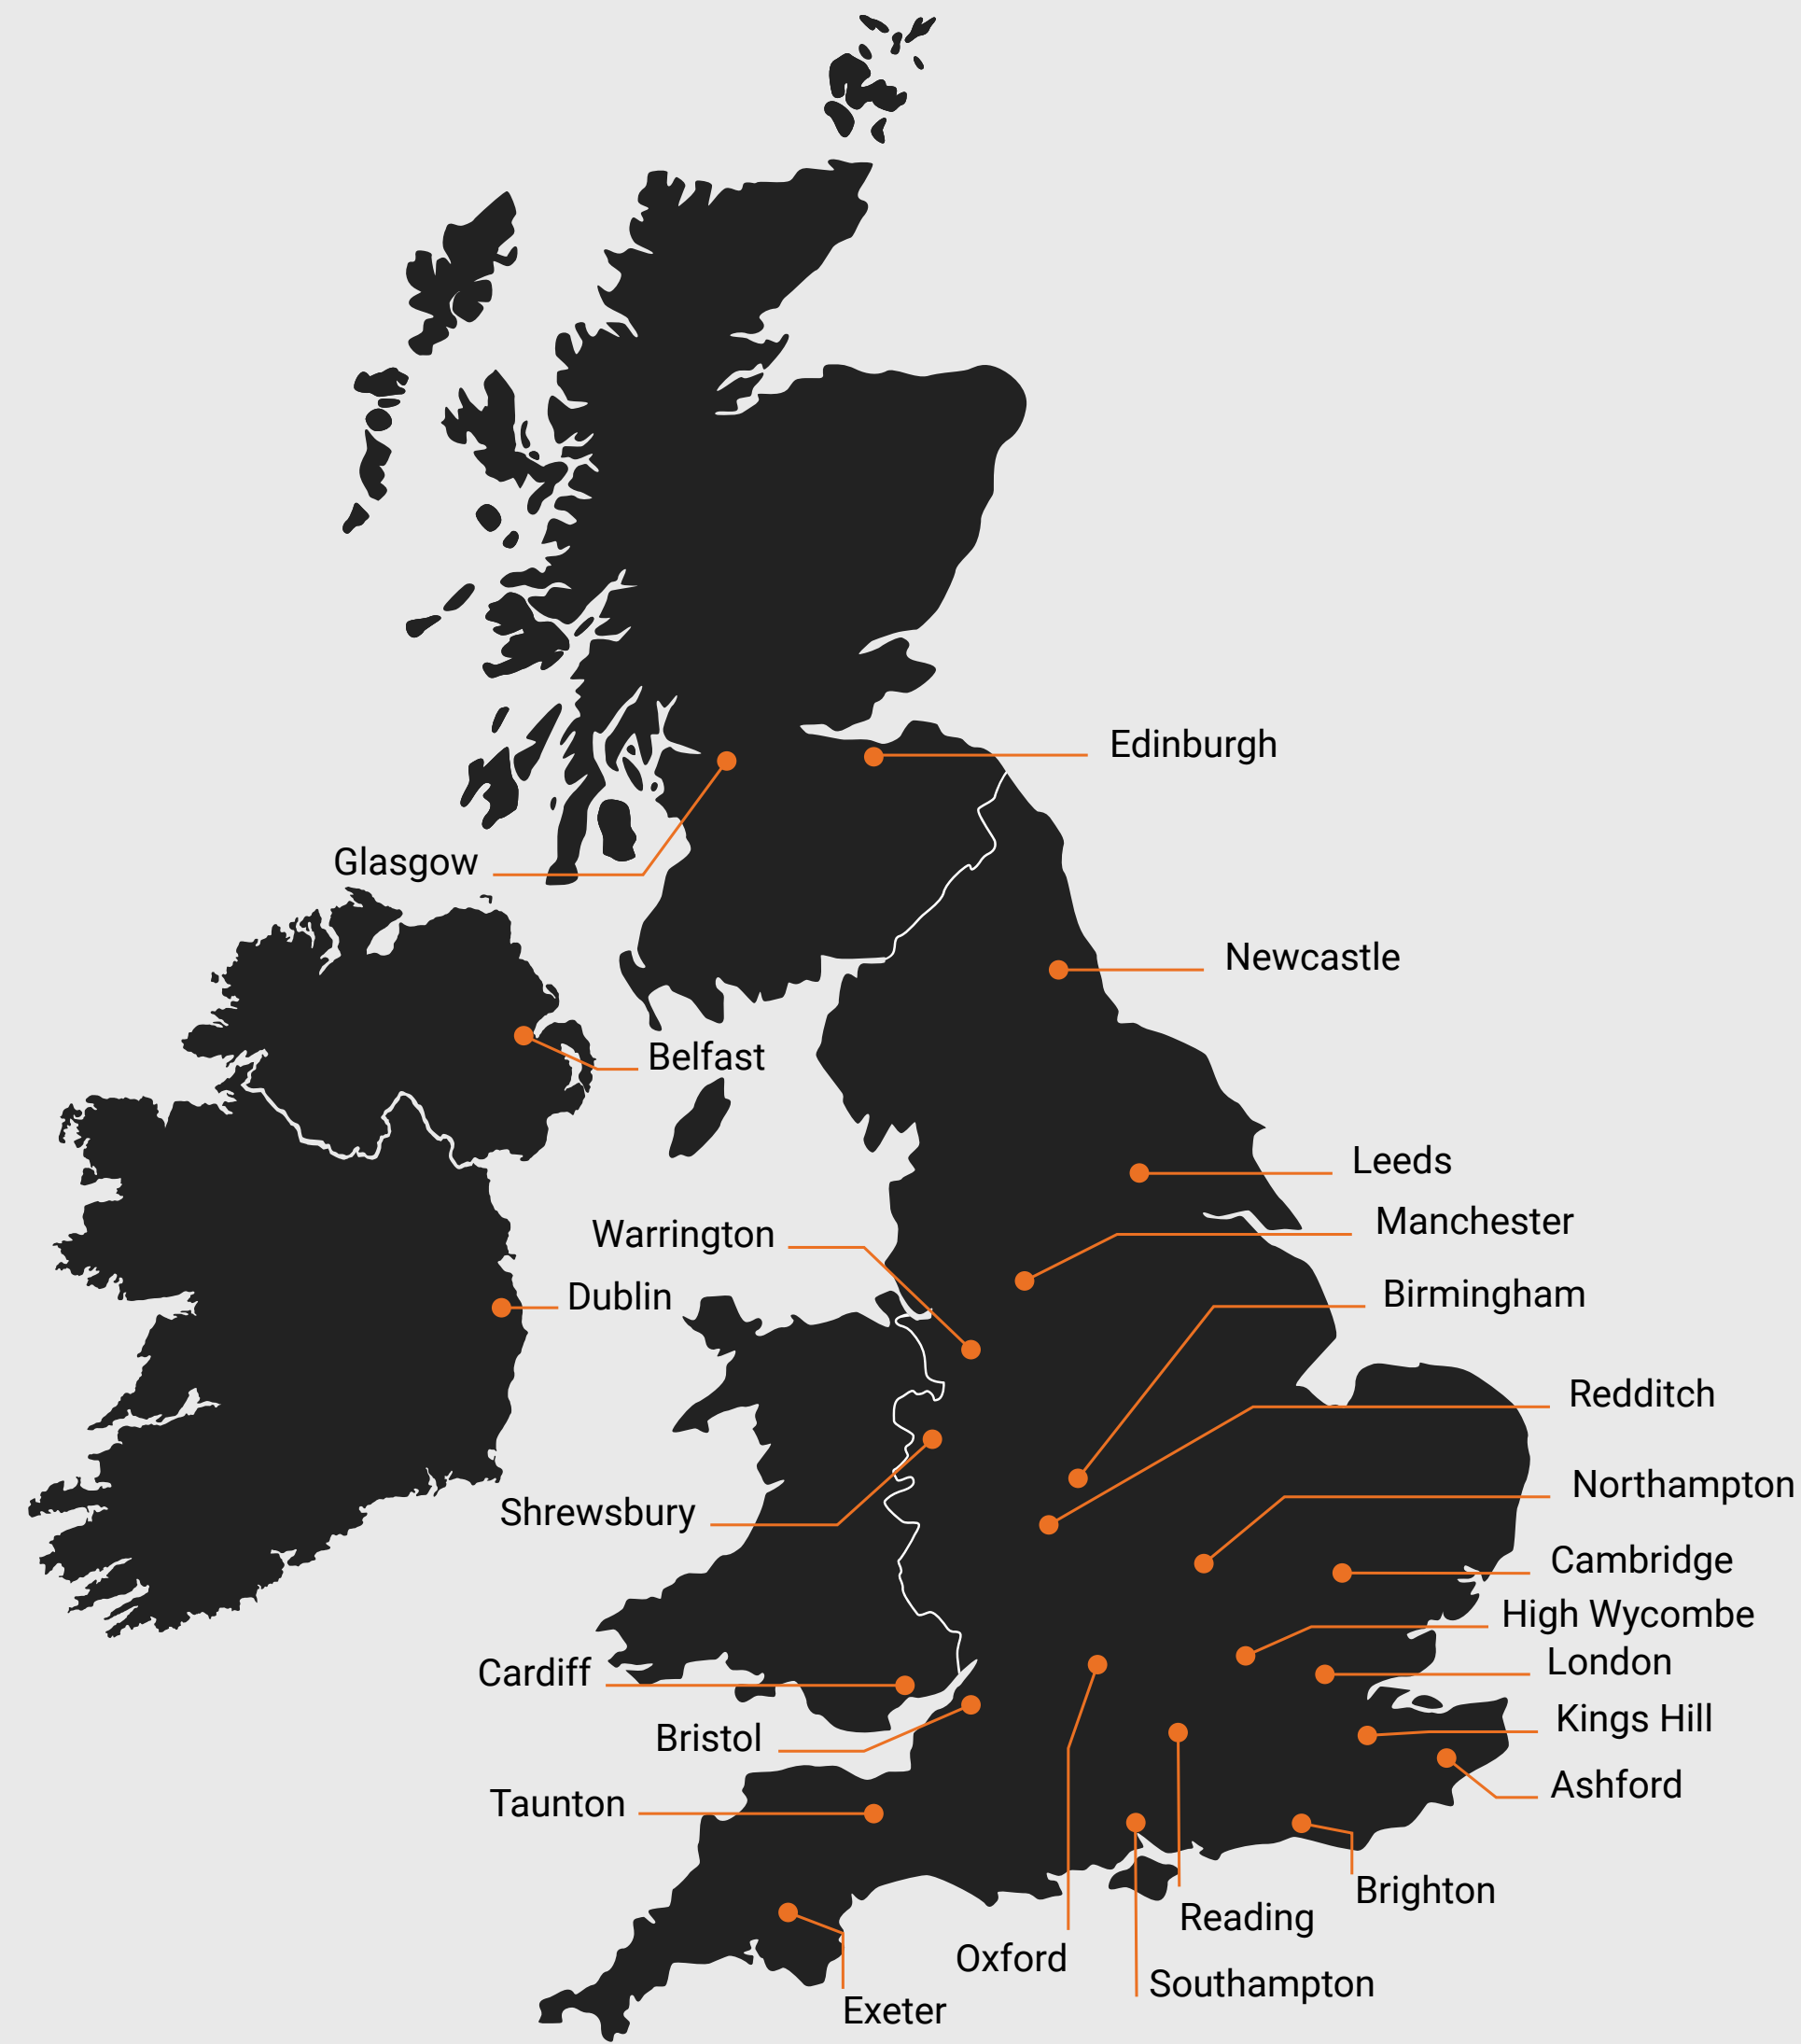 Edinburgh
Glasgow
Newcastle
Belfast
Leeds
Manchester
Warrington
Dublin
Birmingham
Redditch
Northampton
Shrewsbury
Cambridge
High Wycombe
London
Cardiff
Kings Hill
Bristol
Ashford
Taunton
Brighton
Reading
Oxford
Southampton
Exeter